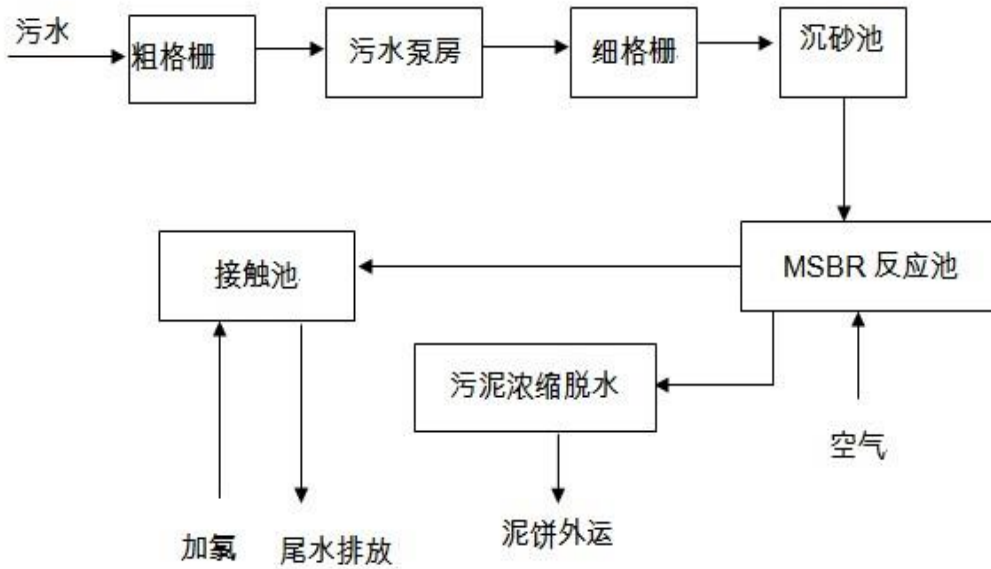 污水
粗格栅
污水泵房
细格栅
沉砂池
接触池
MSBR 反应池
污泥浓缩脱水
空气
加氯
尾水排放
泥饼外运